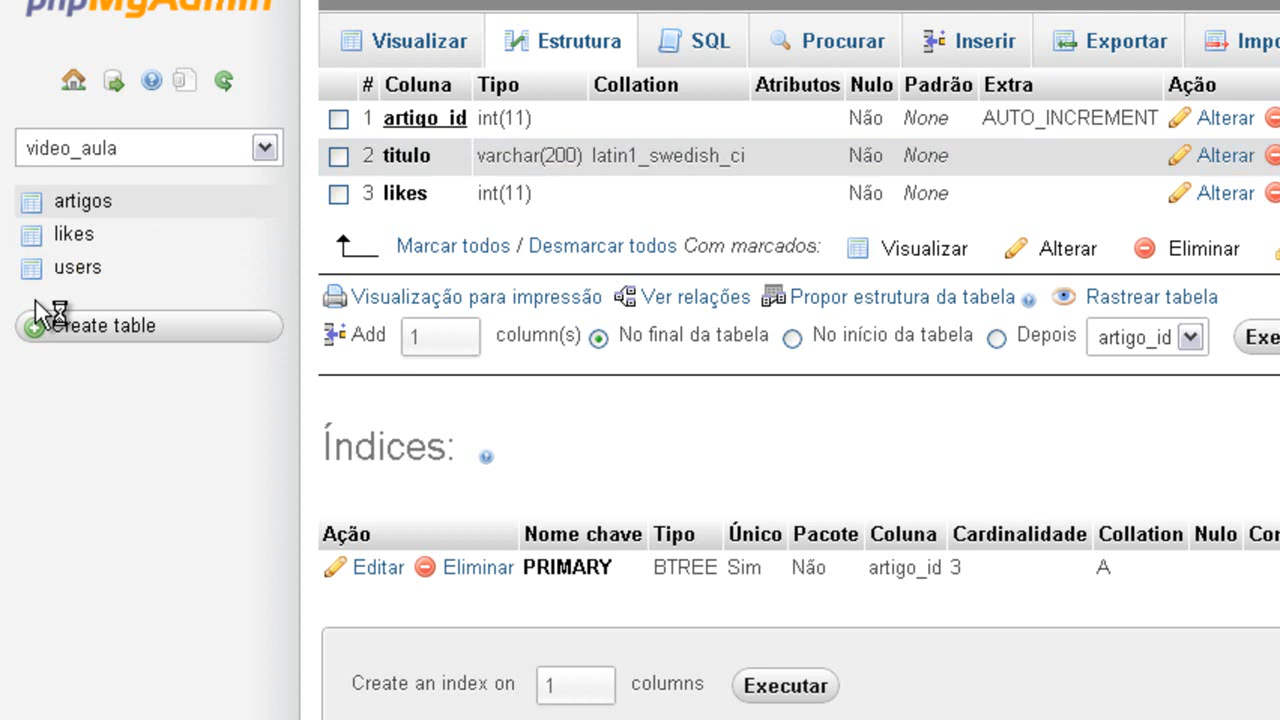 phpMyAdmin
video_aula
artigos
likes
users
Create table
Visualizar Estrutura SQL Procurar Inserir Exportar Impo
# Coluna Tipo Collation Atributos Nulo Padrão Extra Ação
1 artigo_id int(11) Não None AUTO_INCREMENT Alterar
2 titulo varchar(200) latin1_swedish_ci Não None Alterar
3 likes int(11) Não None Alterar
Marcar todos / Desmarcar todos Com marcados: Visualizar Alterar Eliminar
Visualização para impressão Ver relações Propor estrutura da tabela Rastrear tabela
Add 1 column(s) No final da tabela No início da tabela Depois artigo_id Exe
Índices:
Ação Nome chave Tipo Único Pacote Coluna Cardinalidade Collation Nulo Cor
Editar Eliminar PRIMARY BTREE Sim Não artigo_id 3 A
Create an index on 1 columns Executar